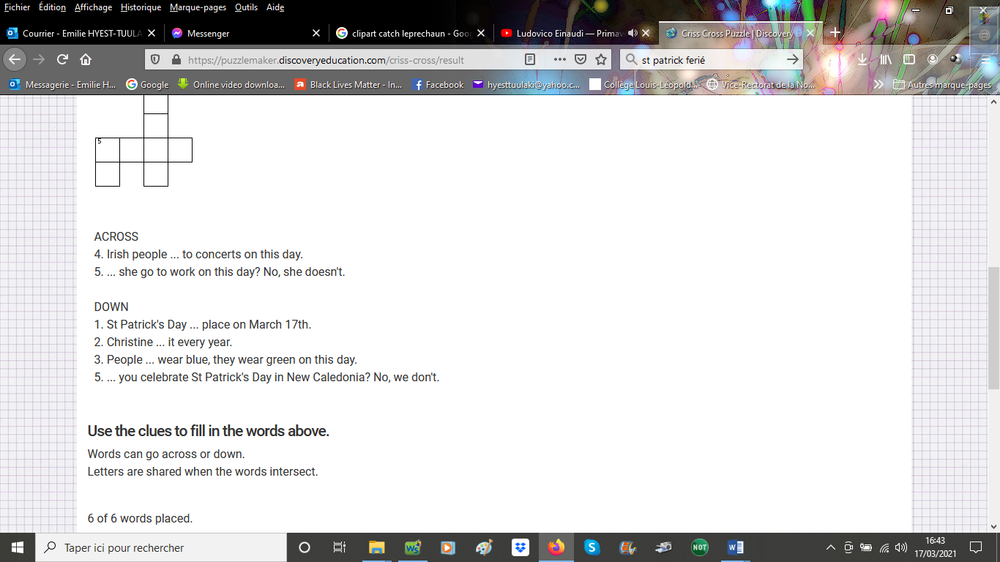 Fichier Édition Affichage Historique Marque-pages Outils Aide
Courrier - Emilie HYEST-TUULA Messenger clipart catch leprechaun - Goo Ludovico Einaudi — Primav Criss Cross Puzzle | Discovery E
https://puzzlemaker.discoveryeducation.com/criss-cross/result st patrick ferié
Messagerie - Emilie H... Google Online video downloa... Black Lives Matter - In... Facebook hyesttuulaki@yahoo.c... Collège Louis-Léopold... Vice-Rectorat de la No... Autres marque-pages
5
ACROSS
4. Irish people ... to concerts on this day.
5. ... she go to work on this day? No, she doesn't.
DOWN
1. St Patrick's Day ... place on March 17th.
2. Christine ... it every year.
3. People ... wear blue, they wear green on this day.
5. ... you celebrate St Patrick's Day in New Caledonia? No, we don't.
Use the clues to fill in the words above.
Words can go across or down.
Letters are shared when the words intersect.
6 of 6 words placed.
Taper ici pour rechercher NOT 16:43
17/03/2021